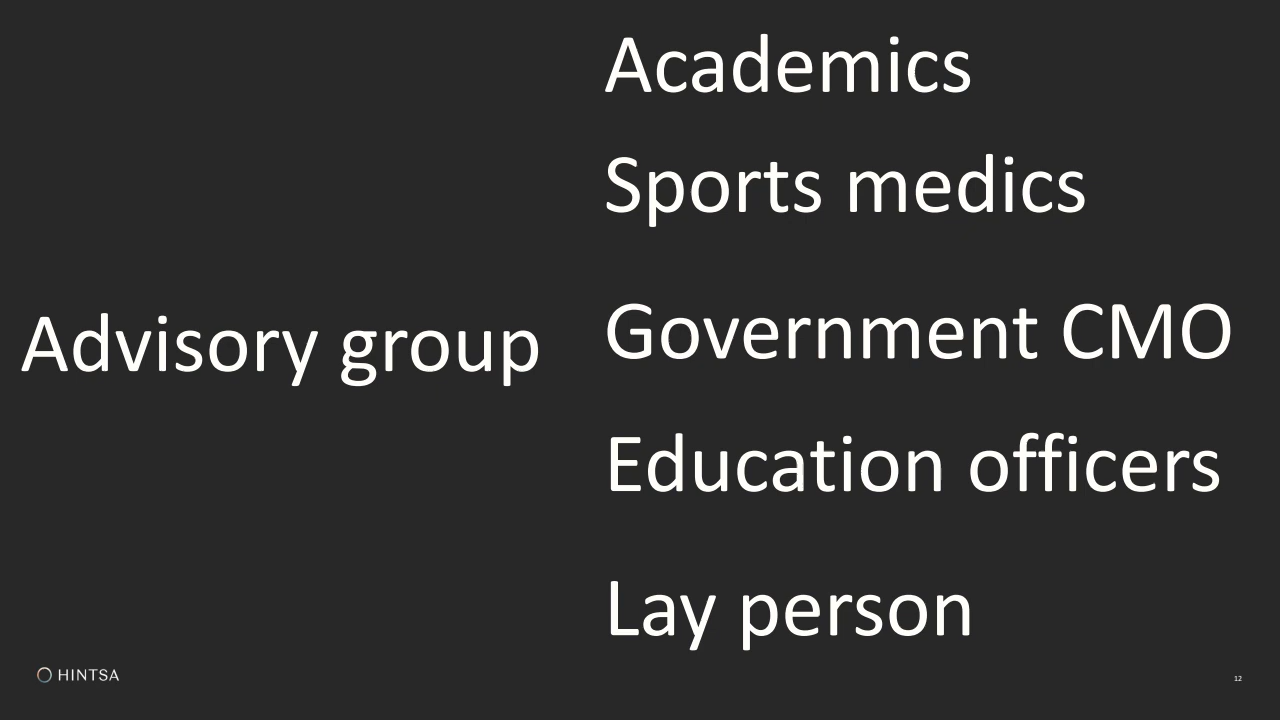 Academics
Sports medics
Advisory group
Government CMO
Education officers
Lay person
HINTSA
12